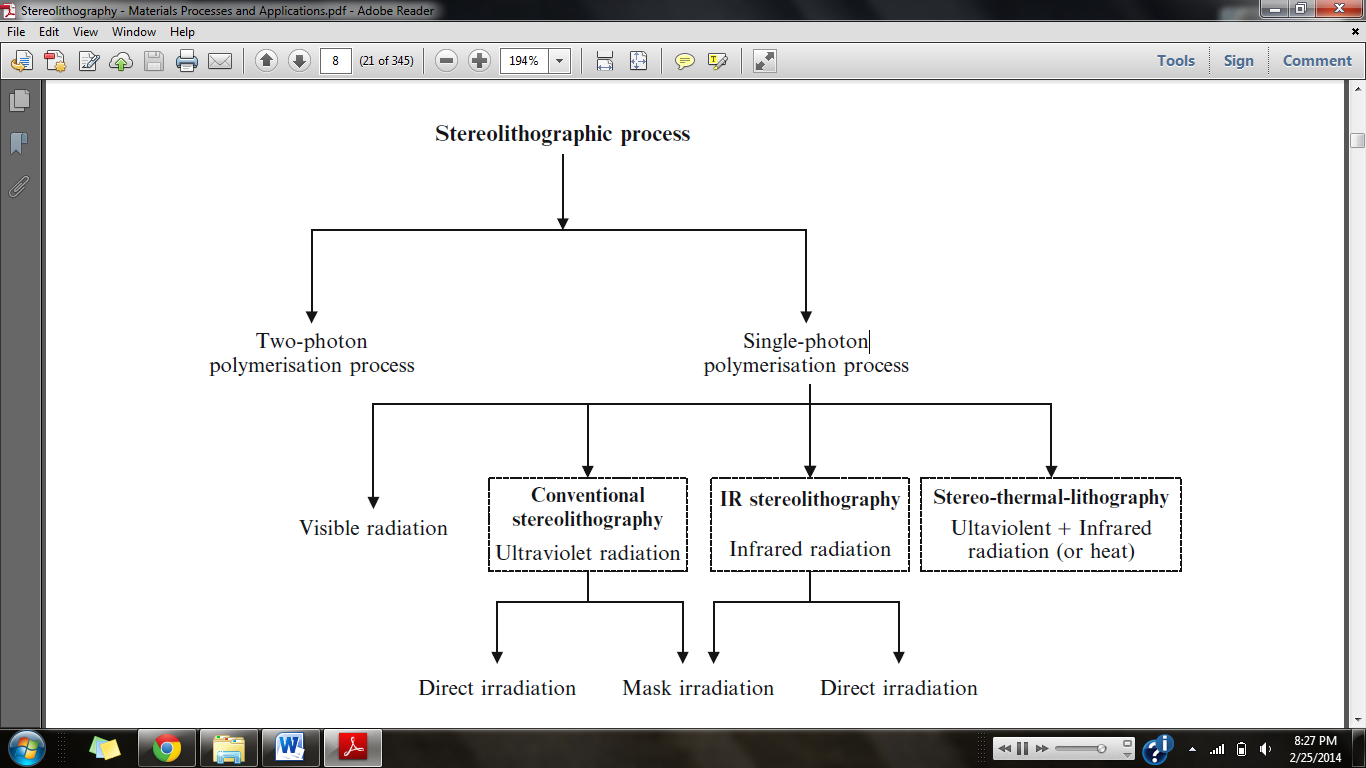 Stereolithography - Materials Processes and Applications.pdf - Adobe Reader
File Edit View Window Help
8 (21 of 345) 194% Tools Sign Comment
Stereolithographic process
Two-photon
polymerisation process
Single-photon
polymerisation process
Visible radiation
Conventional
stereolithography
Ultraviolet radiation
IR stereolithography
Infrared radiation
Stereo-thermal-lithography
Ultaviolent + Infrared
radiation (or heat)
Direct irradiation
Mask irradiation
Direct irradiation
8:27 PM
2/25/2014